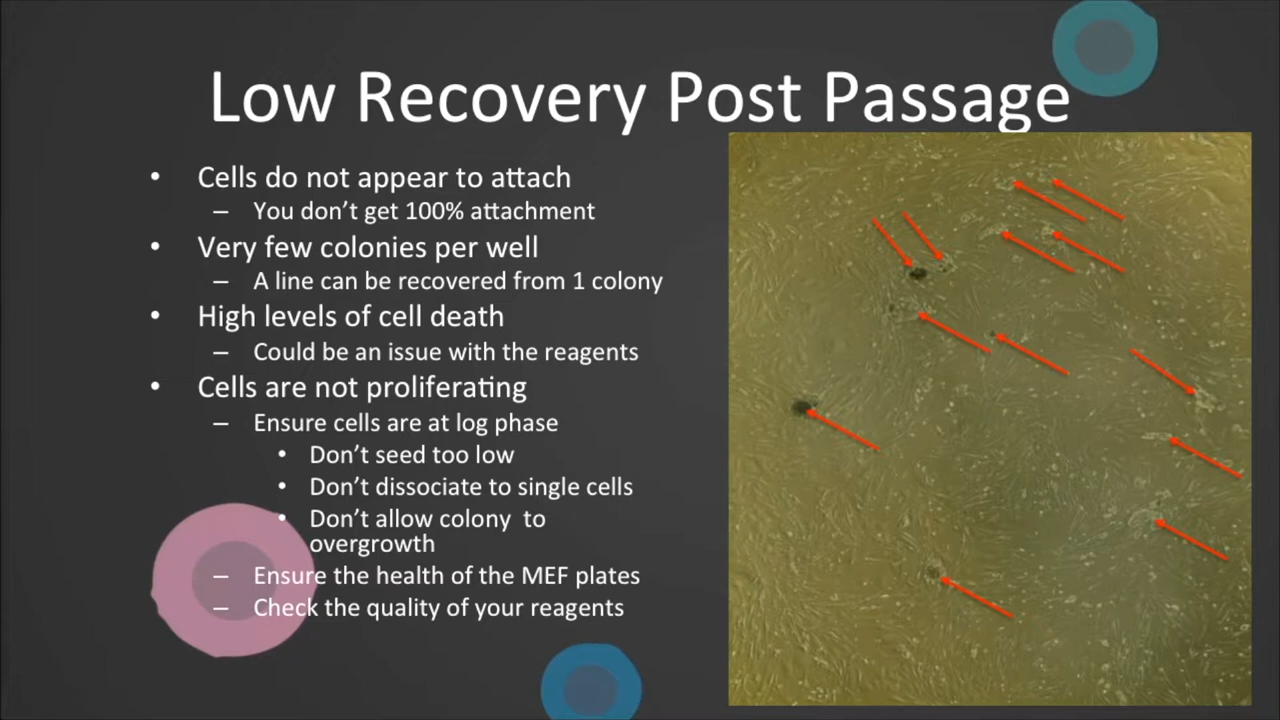 Low Recovery Post Passage
• Cells do not appear to attach
– You don't get 100% attachment
• Very few colonies per well
– A line can be recovered from 1 colony
• High levels of cell death
– Could be an issue with the reagents
• Cells are not proliferating
– Ensure cells are at log phase
• Don't seed too low
• Don't dissociate to single cells
• Don't allow colony to
overgrowth
– Ensure the health of the MEF plates
– Check the quality of your reagents